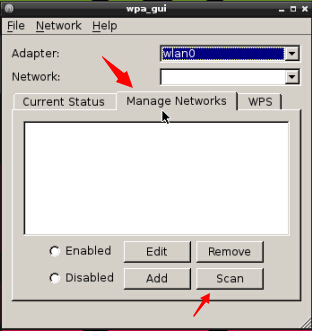 wpa_gui
File Network Help
Adapter: wlan0
Network:
Current Status Manage Networks WPS
Enabled Edit Remove
Disabled Add Scan